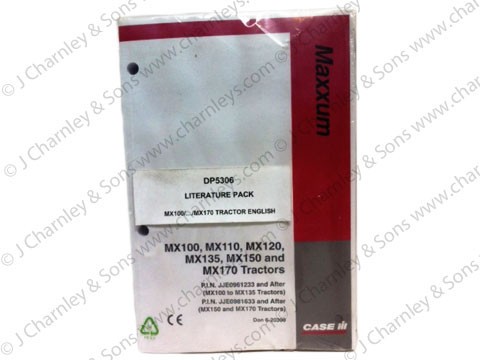 Maxxum
DP5306
LITERATURE PACK
MX100/.../MX170 TRACTOR ENGLISH
MX100, MX110, MX120,
MX135, MX150 and
MX170 Tractors
P.I.N. JJE0961233 and After
(MX100 to MX135 Tractors)
P.I.N. JJE0981633 and After
(MX150 and MX170 Tractors)
CE
CASE IH
© J Charnley & Sons www.charnleys.com